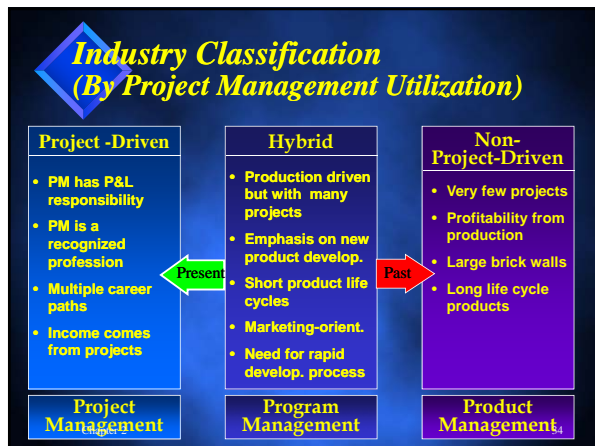 Industry Classification
(By Project Management Utilization)
Project -Driven
• PM has P&L
responsibility
• PM is a
recognized
profession
• Multiple career
paths
• Income comes
from projects
Present
Hybrid
• Production driven
but with many
projects
• Emphasis on new
product develop.
• Short product life
cycles
• Marketing-orient.
• Need for rapid
develop. process
Past
Non-
Project-Driven
• Very few projects
• Profitability from
production
• Large brick walls
• Long life cycle
products
Project
Management
Program
Management
Product
Management
Chapter 2
34